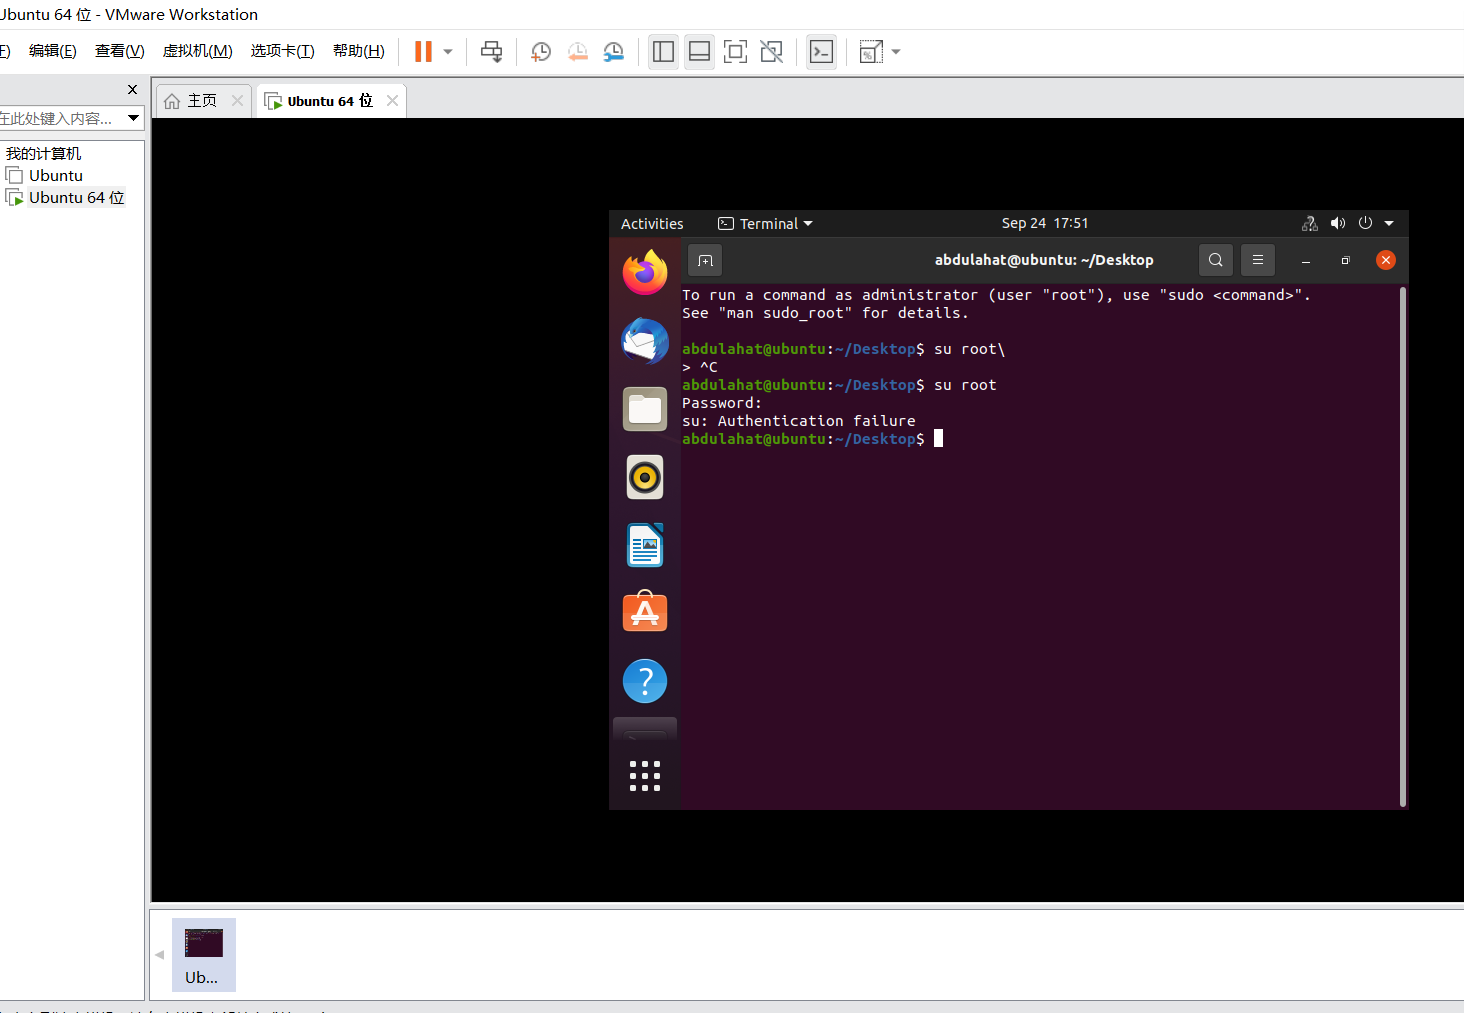 Ubuntu 64 位 - VMware Workstation
编辑(E) 查看(V) 虚拟机(M) 选项卡(T) 帮助(H)
主页 Ubuntu 64 位
在此处键入内容...
我的计算机
Ubuntu
Ubuntu 64 位
Activities Terminal Sep 24 17:51
abdulahat@ubuntu: ~/Desktop
To run a command as administrator (user "root"), use "sudo <command>".
See "man sudo_root" for details.
abdulahat@ubuntu:~/Desktop$ su root\
> ^C
abdulahat@ubuntu:~/Desktop$ su root
Password:
su: Authentication failure
abdulahat@ubuntu:~/Desktop$
Ub...